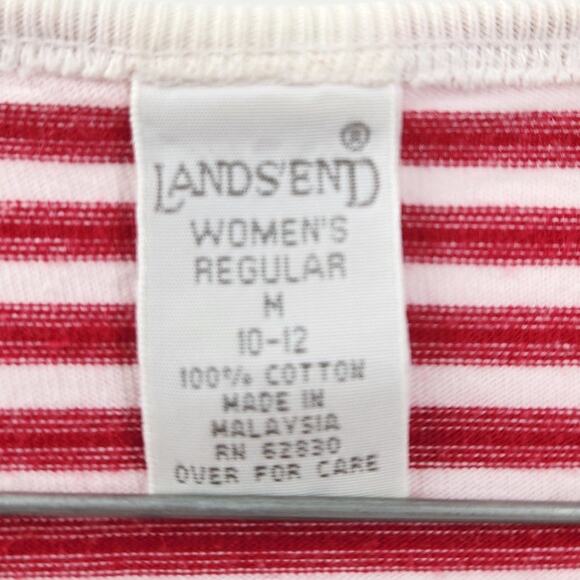 LANDS'END®
WOMEN'S
REGULAR
M
10-12
100% COTTON
MADE IN
MALAYSIA
RN 62830
OVER FOR CARE